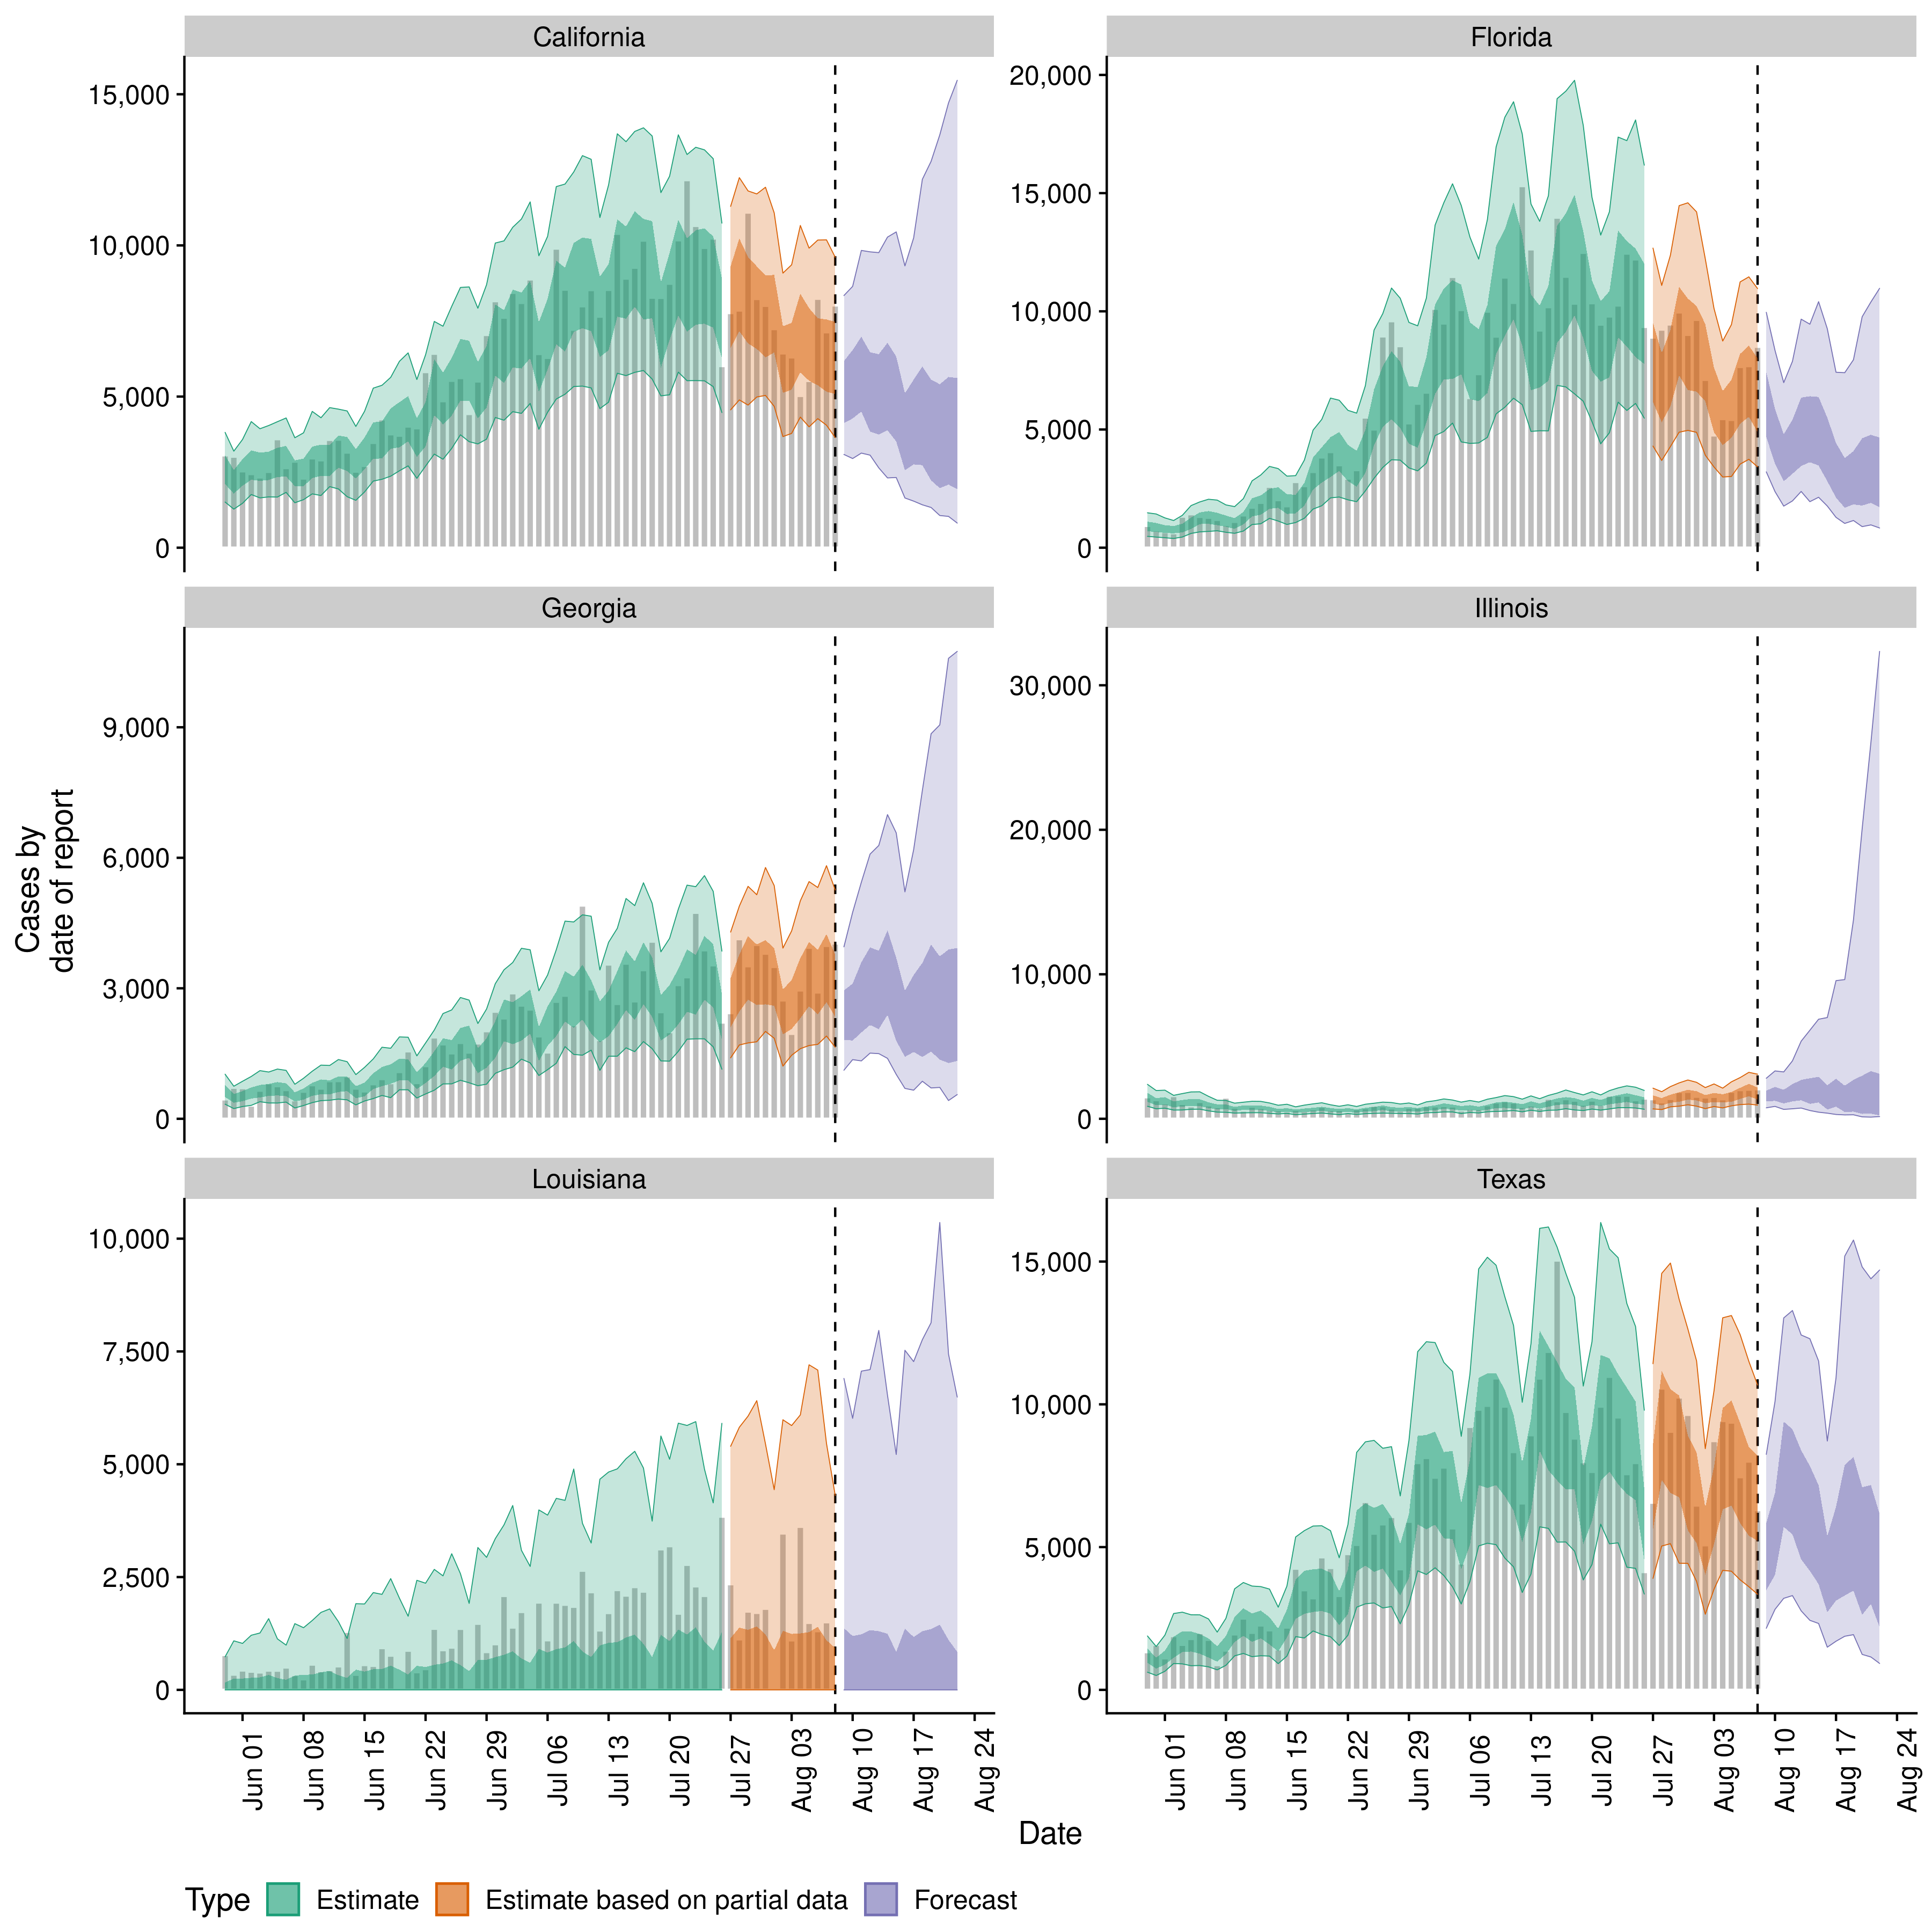 California
Florida
15,000
10,000
5,000
0
20,000
15,000
10,000
5,000
0
Georgia
Illinois
9,000
6,000
3,000
0
30,000
20,000
10,000
0
Louisiana
Texas
10,000
7,500
5,000
2,500
0
15,000
10,000
5,000
0
Cases by
date of report
Jun 01
Jun 08
Jun 15
Jun 22
Jun 29
Jul 06
Jul 13
Jul 20
Jul 27
Aug 03
Aug 10
Aug 17
Aug 24
Jun 01
Jun 08
Jun 15
Jun 22
Jun 29
Jul 06
Jul 13
Jul 20
Jul 27
Aug 03
Aug 10
Aug 17
Aug 24
Date
Type Estimate Estimate based on partial data Forecast